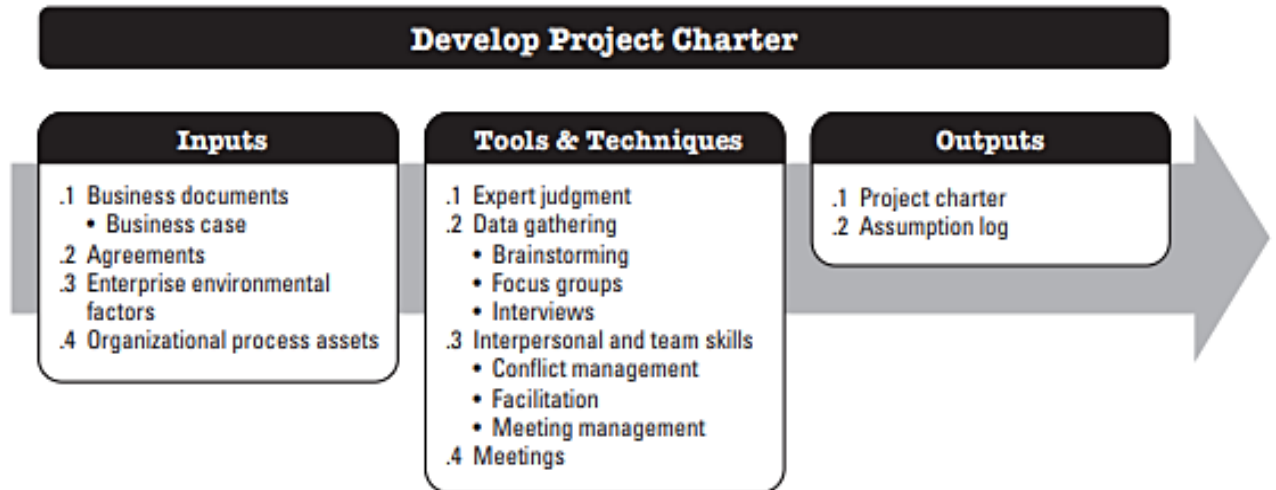 Develop Project Charter
Inputs
.1 Business documents
• Business case
.2 Agreements
.3 Enterprise environmental
factors
.4 Organizational process assets
Tools & Techniques
.1 Expert judgment
.2 Data gathering
• Brainstorming
• Focus groups
• Interviews
.3 Interpersonal and team skills
• Conflict management
• Facilitation
• Meeting management
.4 Meetings
Outputs
.1 Project charter
.2 Assumption log